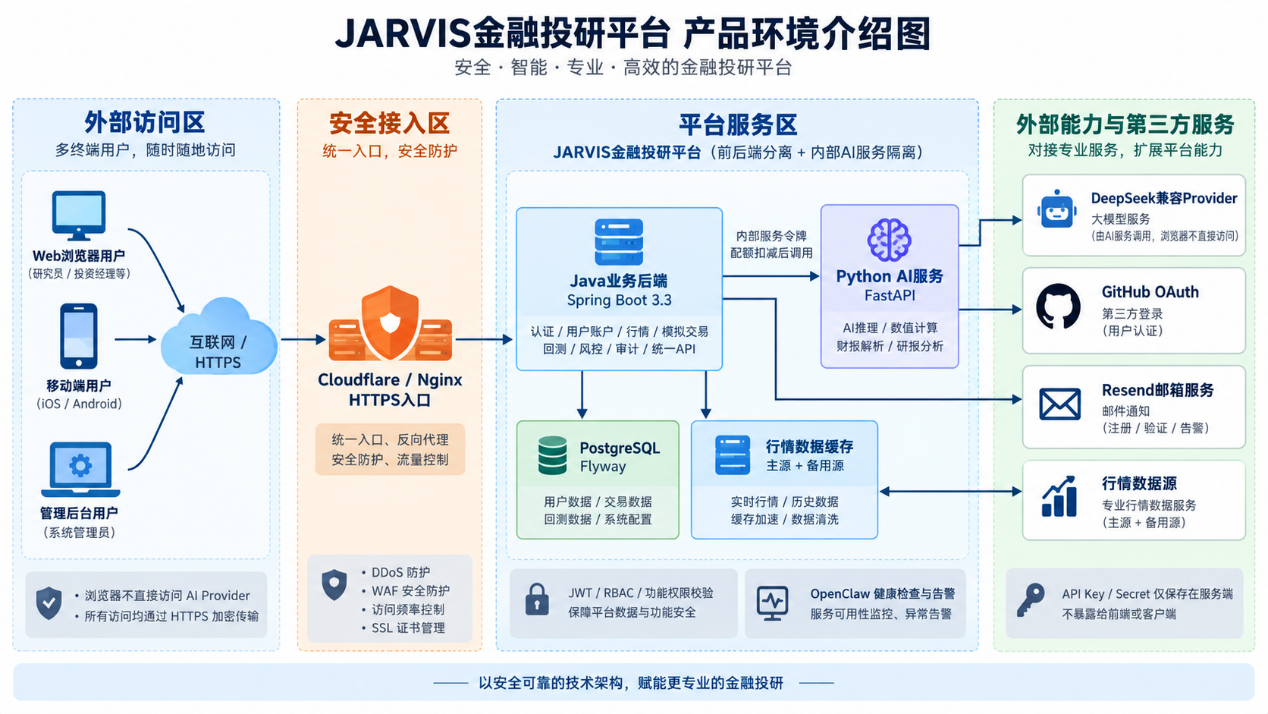 JARVIS金融投研平台 产品环境介绍图
安全 · 智能 · 专业 · 高效的金融投研平台
外部访问区
多终端用户，随时随地访问
Web浏览器用户
(研究员 / 投资经理等)
移动端用户
(iOS / Android)
管理后台用户
(系统管理员)
互联网 /
HTTPS
• 浏览器不直接访问 AI Provider
• 所有访问均通过 HTTPS 加密传输
安全接入区
统一入口，安全防护
Cloudflare / Nginx
HTTPS入口
统一入口、反向代理
安全防护、流量控制
• DDoS 防护
• WAF 安全防护
• 访问频率控制
• SSL 证书管理
平台服务区
JARVIS金融投研平台（前后端分离 + 内部AI服务隔离）
Java业务后端
Spring Boot 3.3
认证 / 用户账户 / 行情 / 模拟交易
回测 / 风控 / 审计 / 统一API
内部服务令牌
配额扣减后调用
Python AI服务
FastAPI
AI推理 / 数值计算
财报解析 / 研报分析
PostgreSQL
Flyway
用户数据 / 交易数据
回测数据 / 系统配置
行情数据缓存
主源 + 备用源
实时行情 / 历史数据
缓存加速 / 数据清洗
JWT / RBAC / 功能权限校验
保障平台数据与功能安全
OpenClaw 健康检查与告警
服务可用性监控、异常告警
外部能力与第三方服务
对接专业服务，扩展平台能力
DeepSeek兼容Provider
大模型服务
(由AI服务调用，浏览器不直接访问)
GitHub OAuth
第三方登录
(用户认证)
Resend邮箱服务
邮件通知
(注册 / 验证 / 告警)
行情数据源
专业行情数据服务
(主源 + 备用源)
API Key / Secret 仅保存在服务端
不暴露给前端或客户端
以安全可靠的技术架构，赋能更专业的金融投研